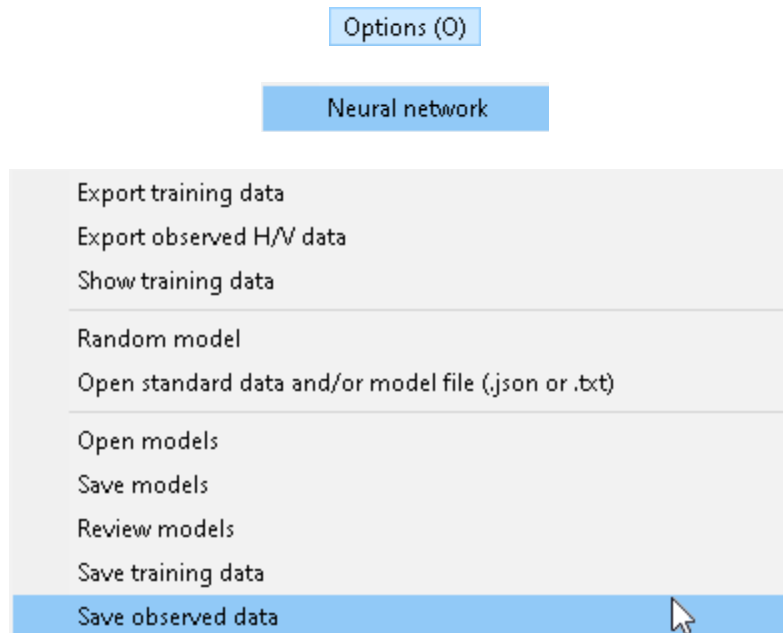 Options (O)
Neural network
Export training data
Export observed H/V data
Show training data
Random model
Open standard data and/or model file (.json or .txt)
Open models
Save models
Review models
Save training data
Save observed data